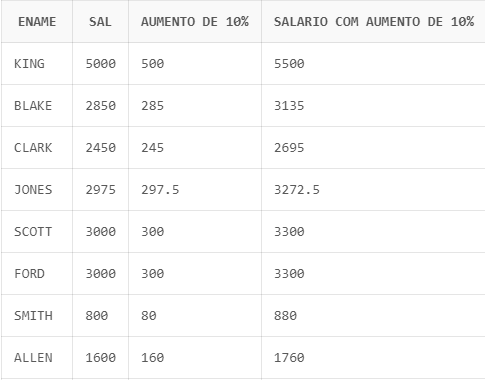 ENAME SAL AUMENTO DE 10% SALARIO COM AUMENTO DE 10%
KING 5000 500 5500
BLAKE 2850 285 3135
CLARK 2450 245 2695
JONES 2975 297.5 3272.5
SCOTT 3000 300 3300
FORD 3000 300 3300
SMITH 800 80 880
ALLEN 1600 160 1760